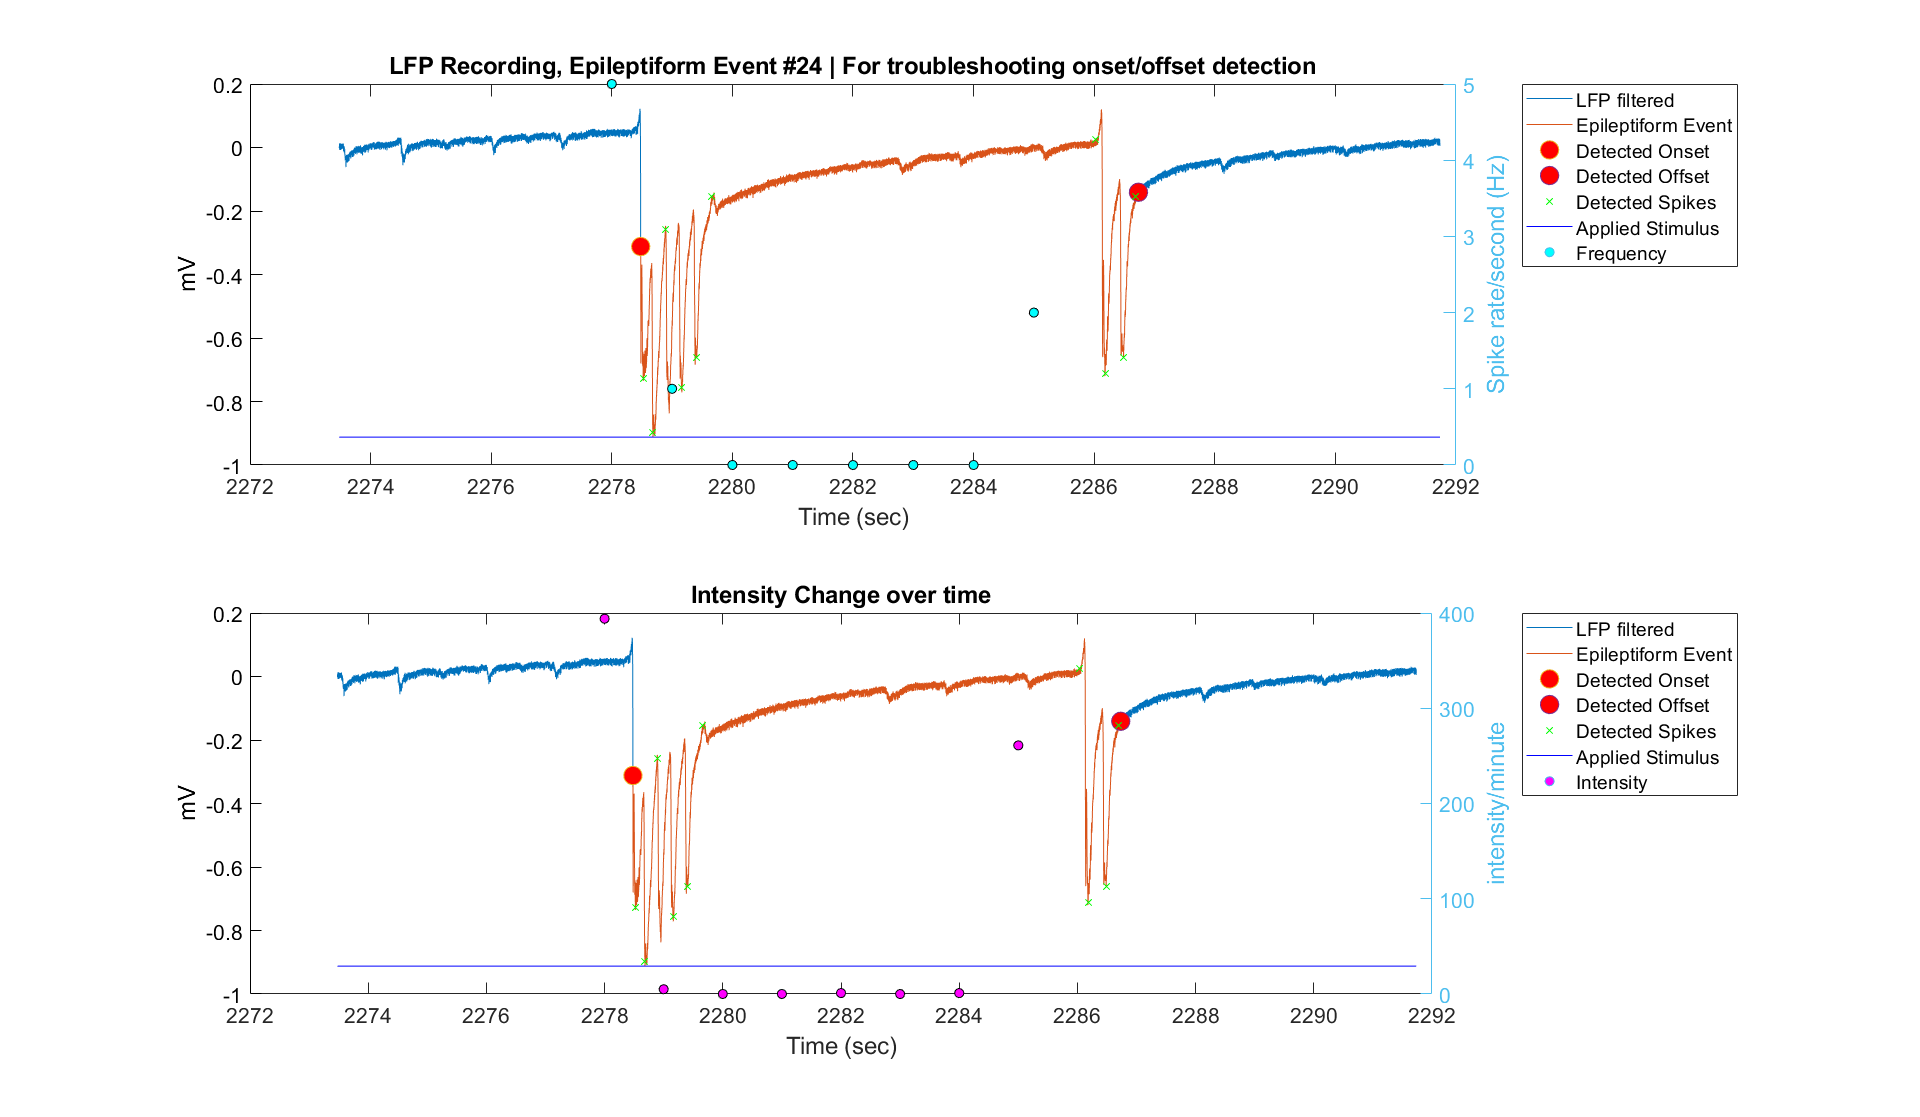 LFP Recording, Epileptiform Event #24 | For troubleshooting onset/offset detection
0.2
0
-0.2
-0.4
-0.6
-0.8
-1
mV
5
4
3
2
1
0
Spike rate/second (Hz)
2272 2274 2276 2278 2280 2282 2284 2286 2288 2290 2292
Time (sec)
LFP filtered
Epileptiform Event
Detected Onset
Detected Offset
Detected Spikes
Applied Stimulus
Frequency
Intensity Change over time
0.2
0
-0.2
-0.4
-0.6
-0.8
-1
mV
400
300
200
100
0
intensity/minute
2272 2274 2276 2278 2280 2282 2284 2286 2288 2290 2292
Time (sec)
LFP filtered
Epileptiform Event
Detected Onset
Detected Offset
Detected Spikes
Applied Stimulus
Intensity